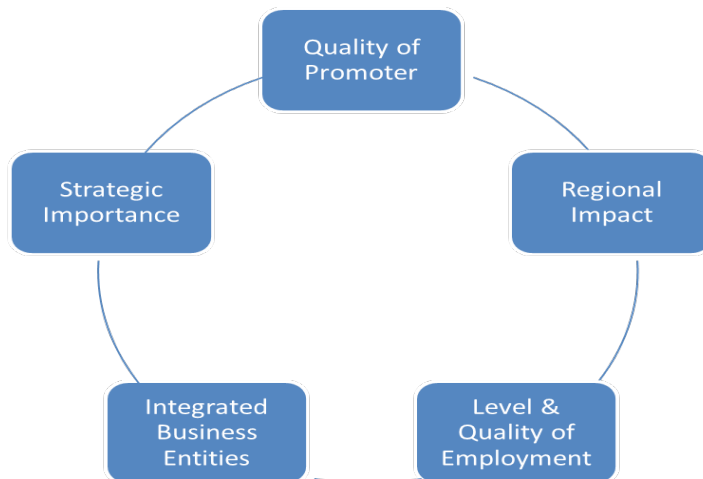 Quality of
Promoter
Strategic
Importance
Regional
Impact
Integrated
Business
Entities
Level &
Quality of
Employment